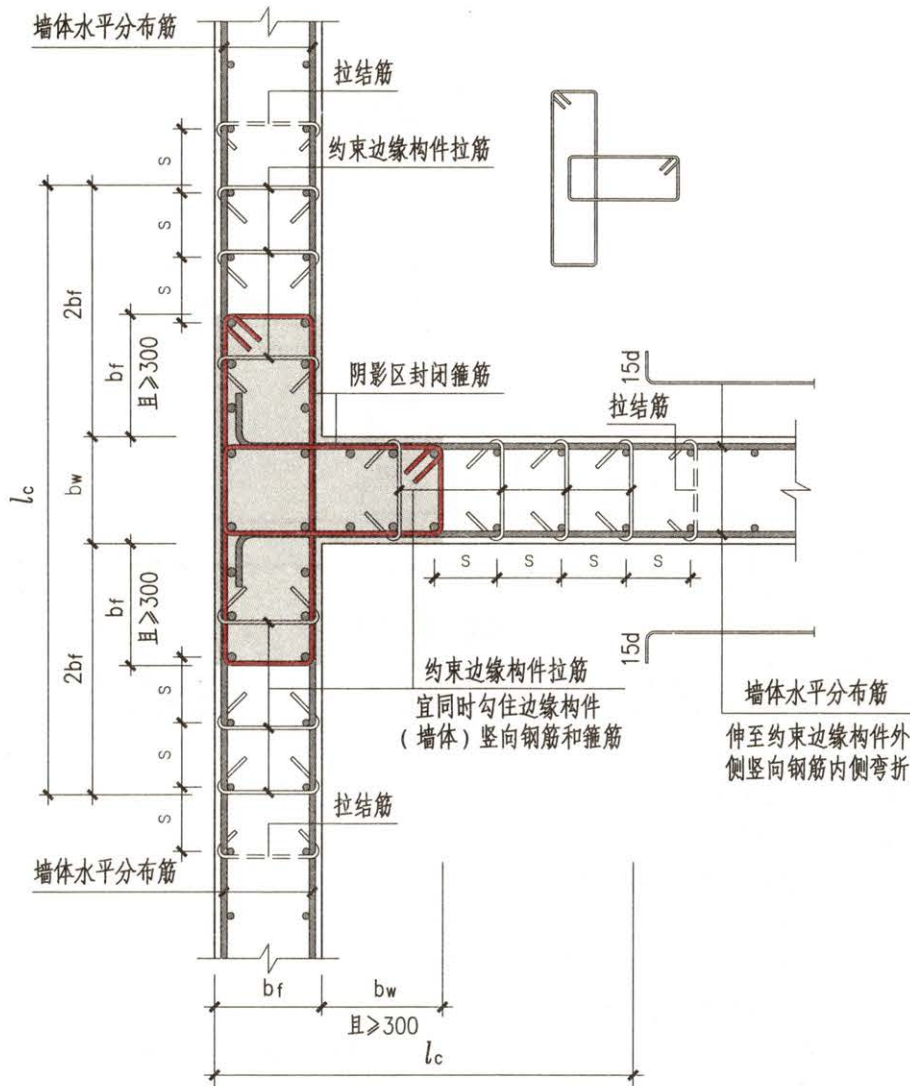 墙体水平分布筋
拉结筋
约束边缘构件拉筋
s
s
s
2bf
bf
且≥300
lc
bw
bf
且≥300
2bf
s
s
s
阴影区封闭箍筋
15d
拉结筋
s
s
s
s
15d
约束边缘构件拉筋
宜同时勾住边缘构件
(墙体)竖向钢筋和箍筋
墙体水平分布筋
伸至约束边缘构件外
侧竖向钢筋内侧弯折
拉结筋
墙体水平分布筋
bf
bw
且≥300
lc